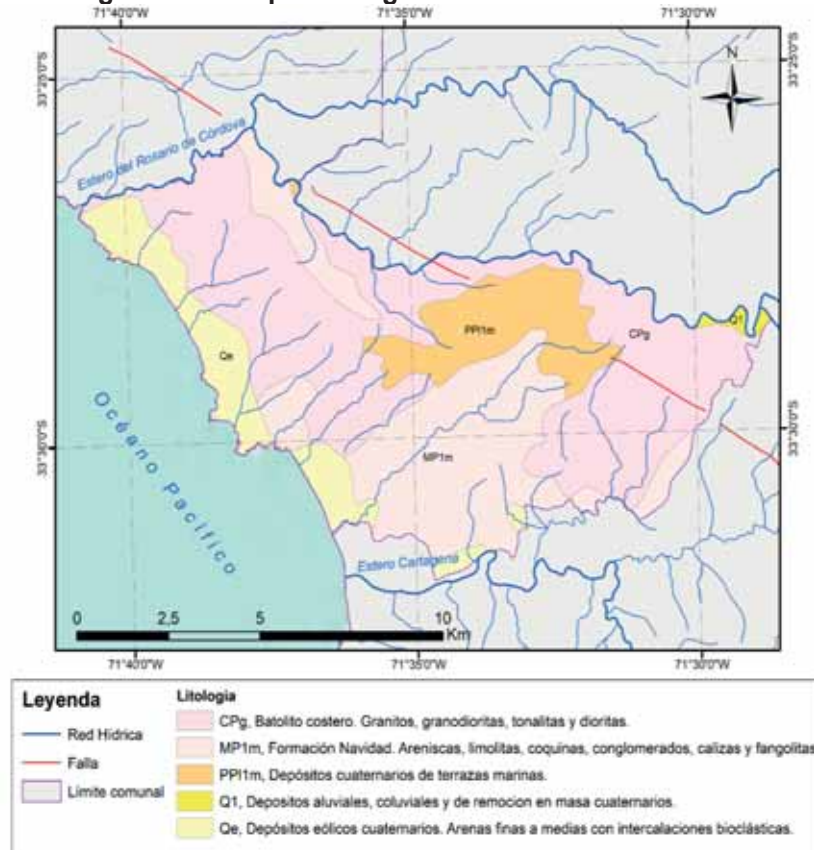 71°40'0"W 71°35'0"W 71°30'0"W
33°25'0"S
33°25'0"S
N
Estero del Rosario de Córdova
PPl1m
CPg
Q1
Qe
33°30'0"S
33°30'0"S
MP1m
Océano Pacífico
Estero Cartagena
0 2,5 5 10
Km
71°40'0"W 71°35'0"W 71°30'0"W
Leyenda
Red Hídrica
Falla
Límite comunal
Litologia
CPg, Batolito costero. Granitos, granodioritas, tonalitas y dioritas.
MP1m, Formación Navidad. Areniscas, limolitas, coquinas, conglomerados, calizas y fangolitas
PPl1m, Depósitos cuaternarios de terrazas marinas.
Q1, Depositos aluviales, coluviales y de remocion en masa cuaternarios.
Qe, Depósitos eólicos cuaternarios. Arenas finas a medias con intercalaciones bioclásticas.